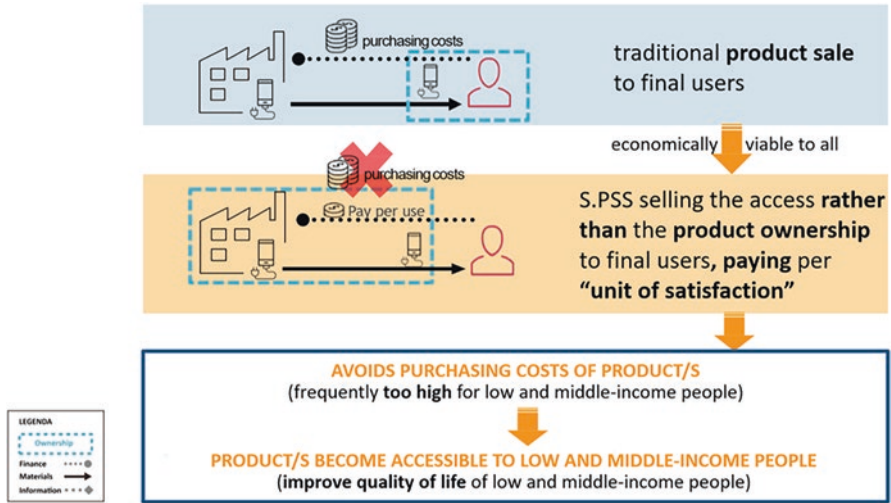 purchasing costs
traditional product sale
to final users
economically viable to all
purchasing costs
Pay per use
S.PSS selling the access rather
than the product ownership
to final users, paying per
“unit of satisfaction”
AVOIDS PURCHASING COSTS OF PRODUCT/S
(frequently too high for low and middle-income people)
PRODUCT/S BECOME ACCESSIBLE TO LOW AND MIDDLE-INCOME PEOPLE
(improve quality of life of low and middle-income people)
LEGENDA
Ownership
Finance
Materials
Information